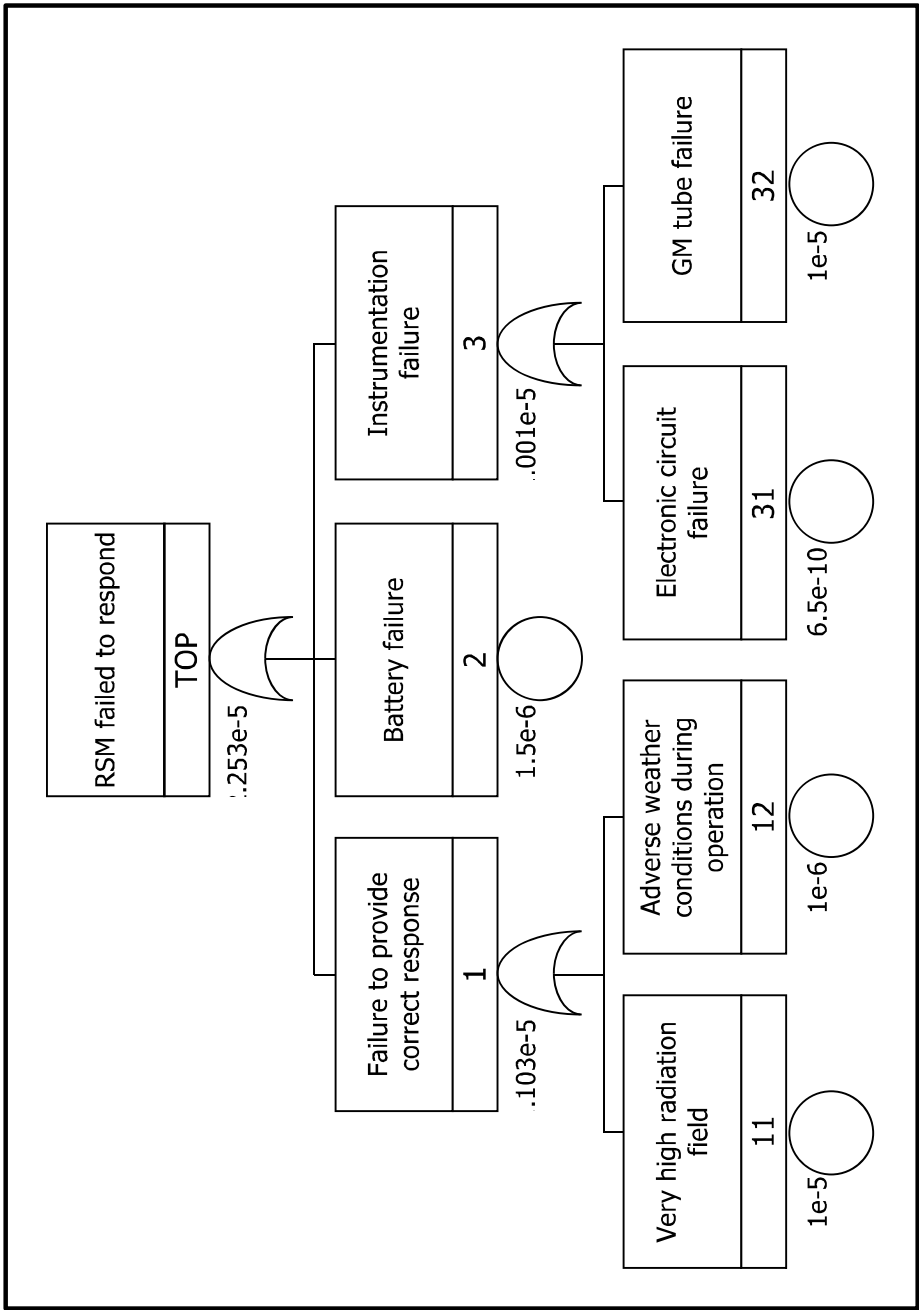 RSM failed to respond
TOP
.253e-5
Failure to provide
correct response
1
.103e-5
Battery failure
2
1.5e-6
Instrumentation
failure
3
.001e-5
Very high radiation
field
11
1e-5
Adverse weather
conditions during
operation
12
1e-6
Electronic circuit
failure
31
6.5e-10
GM tube failure
32
1e-5